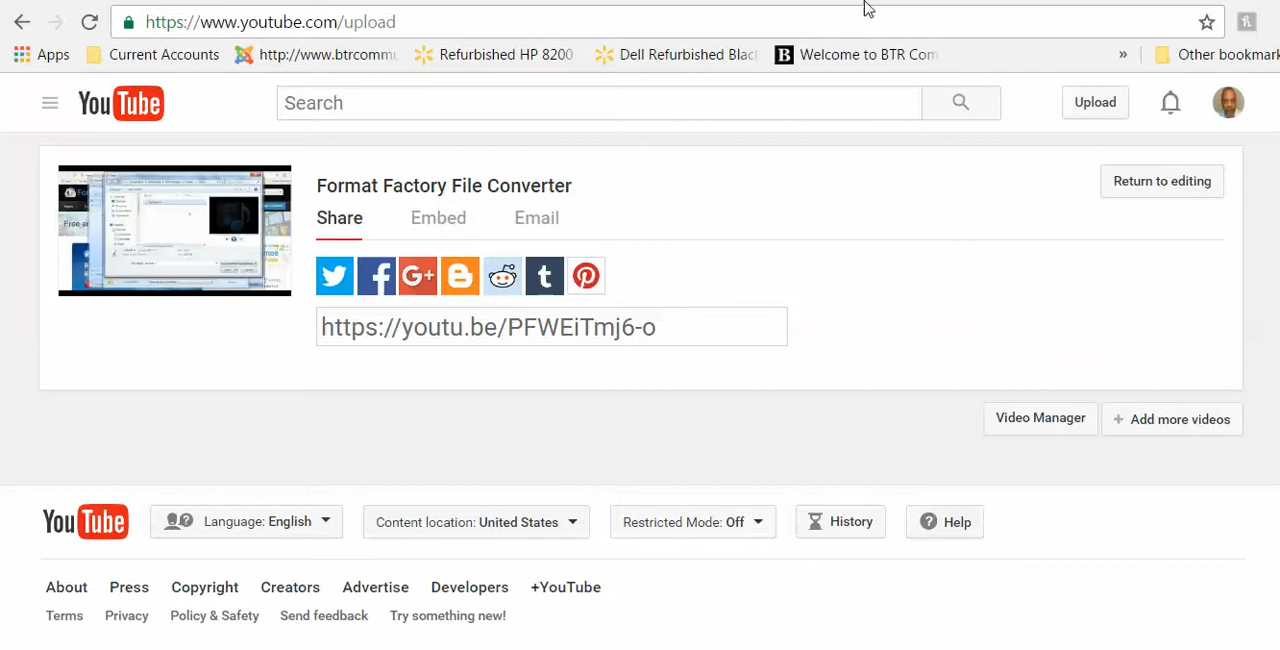 https://www.youtube.com/upload
Apps Current Accounts http://www.btrcommu Refurbished HP 8200 Dell Refurbished Blac Welcome to BTR Com » Other bookmark
YouTube Search Upload
Format Factory File Converter Return to editing
Share Embed Email
https://youtu.be/PFWEiTmj6-o
Video Manager + Add more videos
YouTube Language: English Content location: United States Restricted Mode: Off History Help
About Press Copyright Creators Advertise Developers +YouTube
Terms Privacy Policy & Safety Send feedback Try something new!